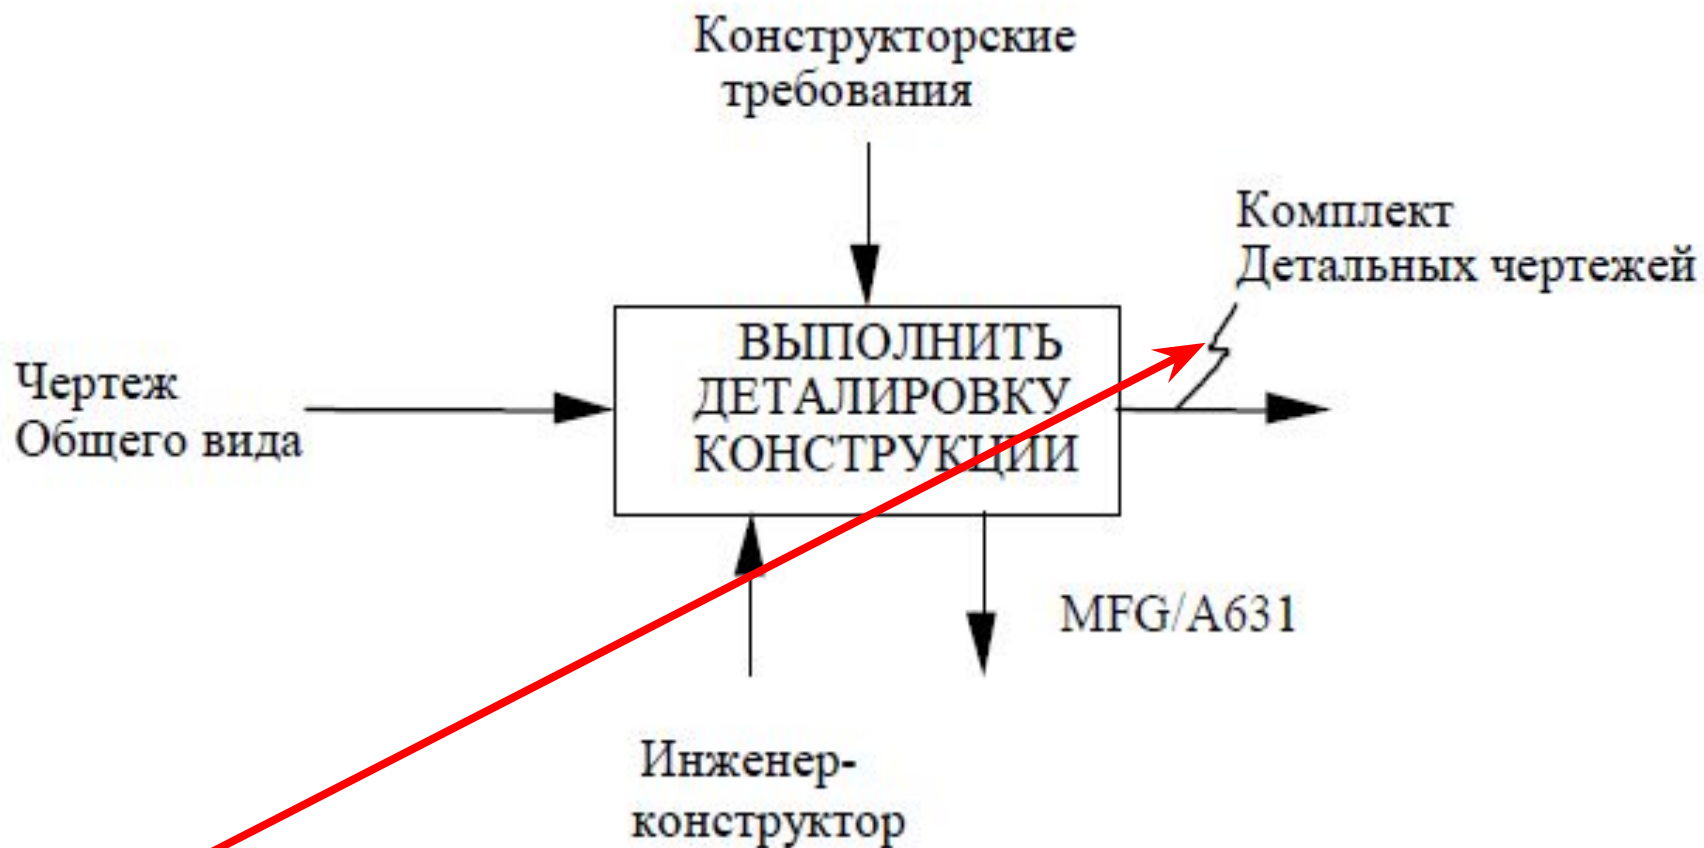 Конструкторские
требования
Комплект
Детальных чертежей
ВЫПОЛНИТЬ
ДЕТАЛИРОВКУ
КОНСТРУКЦИИ
Чертеж
Общего вида
MFG/A631
Инженер-
конструктор